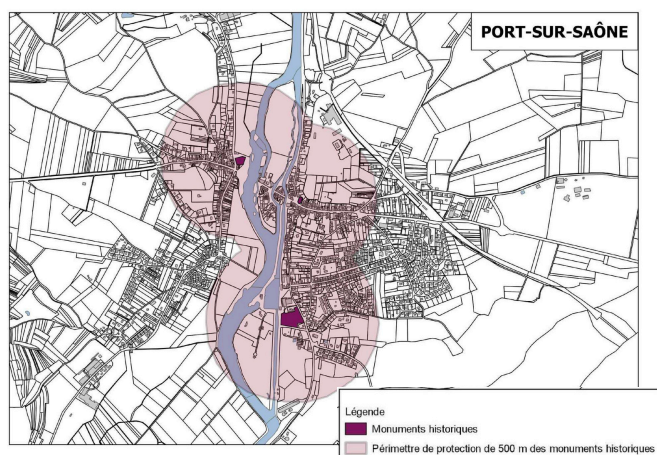 PORT-SUR-SAÔNE
Légende
Monuments historiques
Périmettre de protection de 500 m des monuments historiques